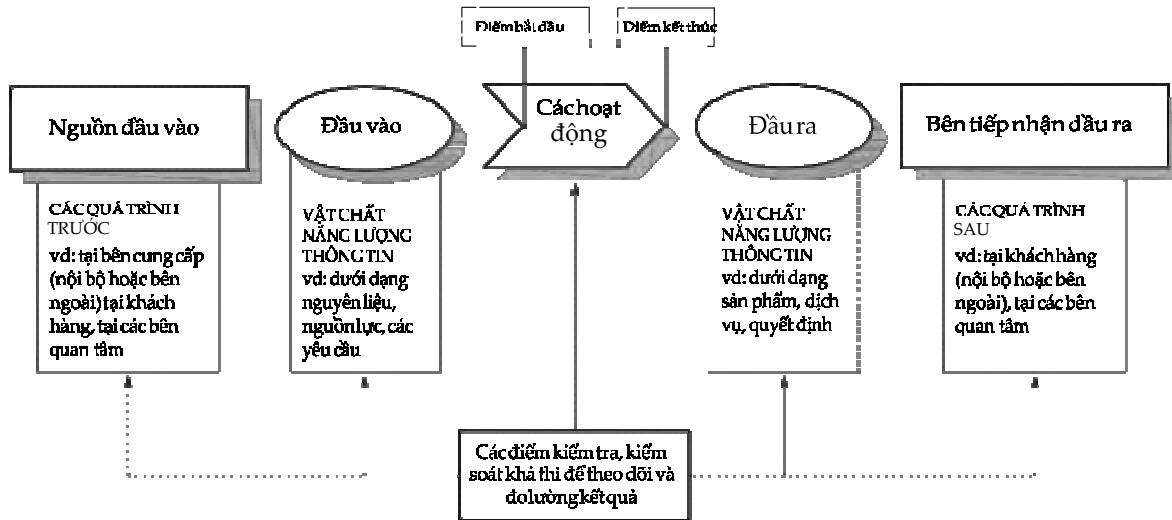 Điểm bắt đầu
Điểm kết thúc
Nguồn đầu vào
Đầu vào
Các hoạt
động
Đầu ra
Bên tiếp nhận đầu ra
CÁC QUÁ TRÌNH
TRƯỚC
vd: tại bên cung cấp
(nội bộ hoặc bên
ngoài) tại khách
hàng, tại các bên
quan tâm
VẬT CHẤT
NĂNG LƯỢNG
THÔNG TIN
vd: dưới dạng
nguyên liệu,
nguồn lực, các
yêu cầu
VẬT CHẤT
NĂNG LƯỢNG
THÔNG TIN
vd: dưới dạng
sản phẩm, dịch
vụ, quyết định
CÁC QUÁ TRÌNH
SAU
vd: tại khách hàng
(nội bộ hoặc bên
ngoài), tại các bên
quan tâm
Các điểm kiểm tra, kiểm
soát khả thi để theo dõi và
đo lường kết quả